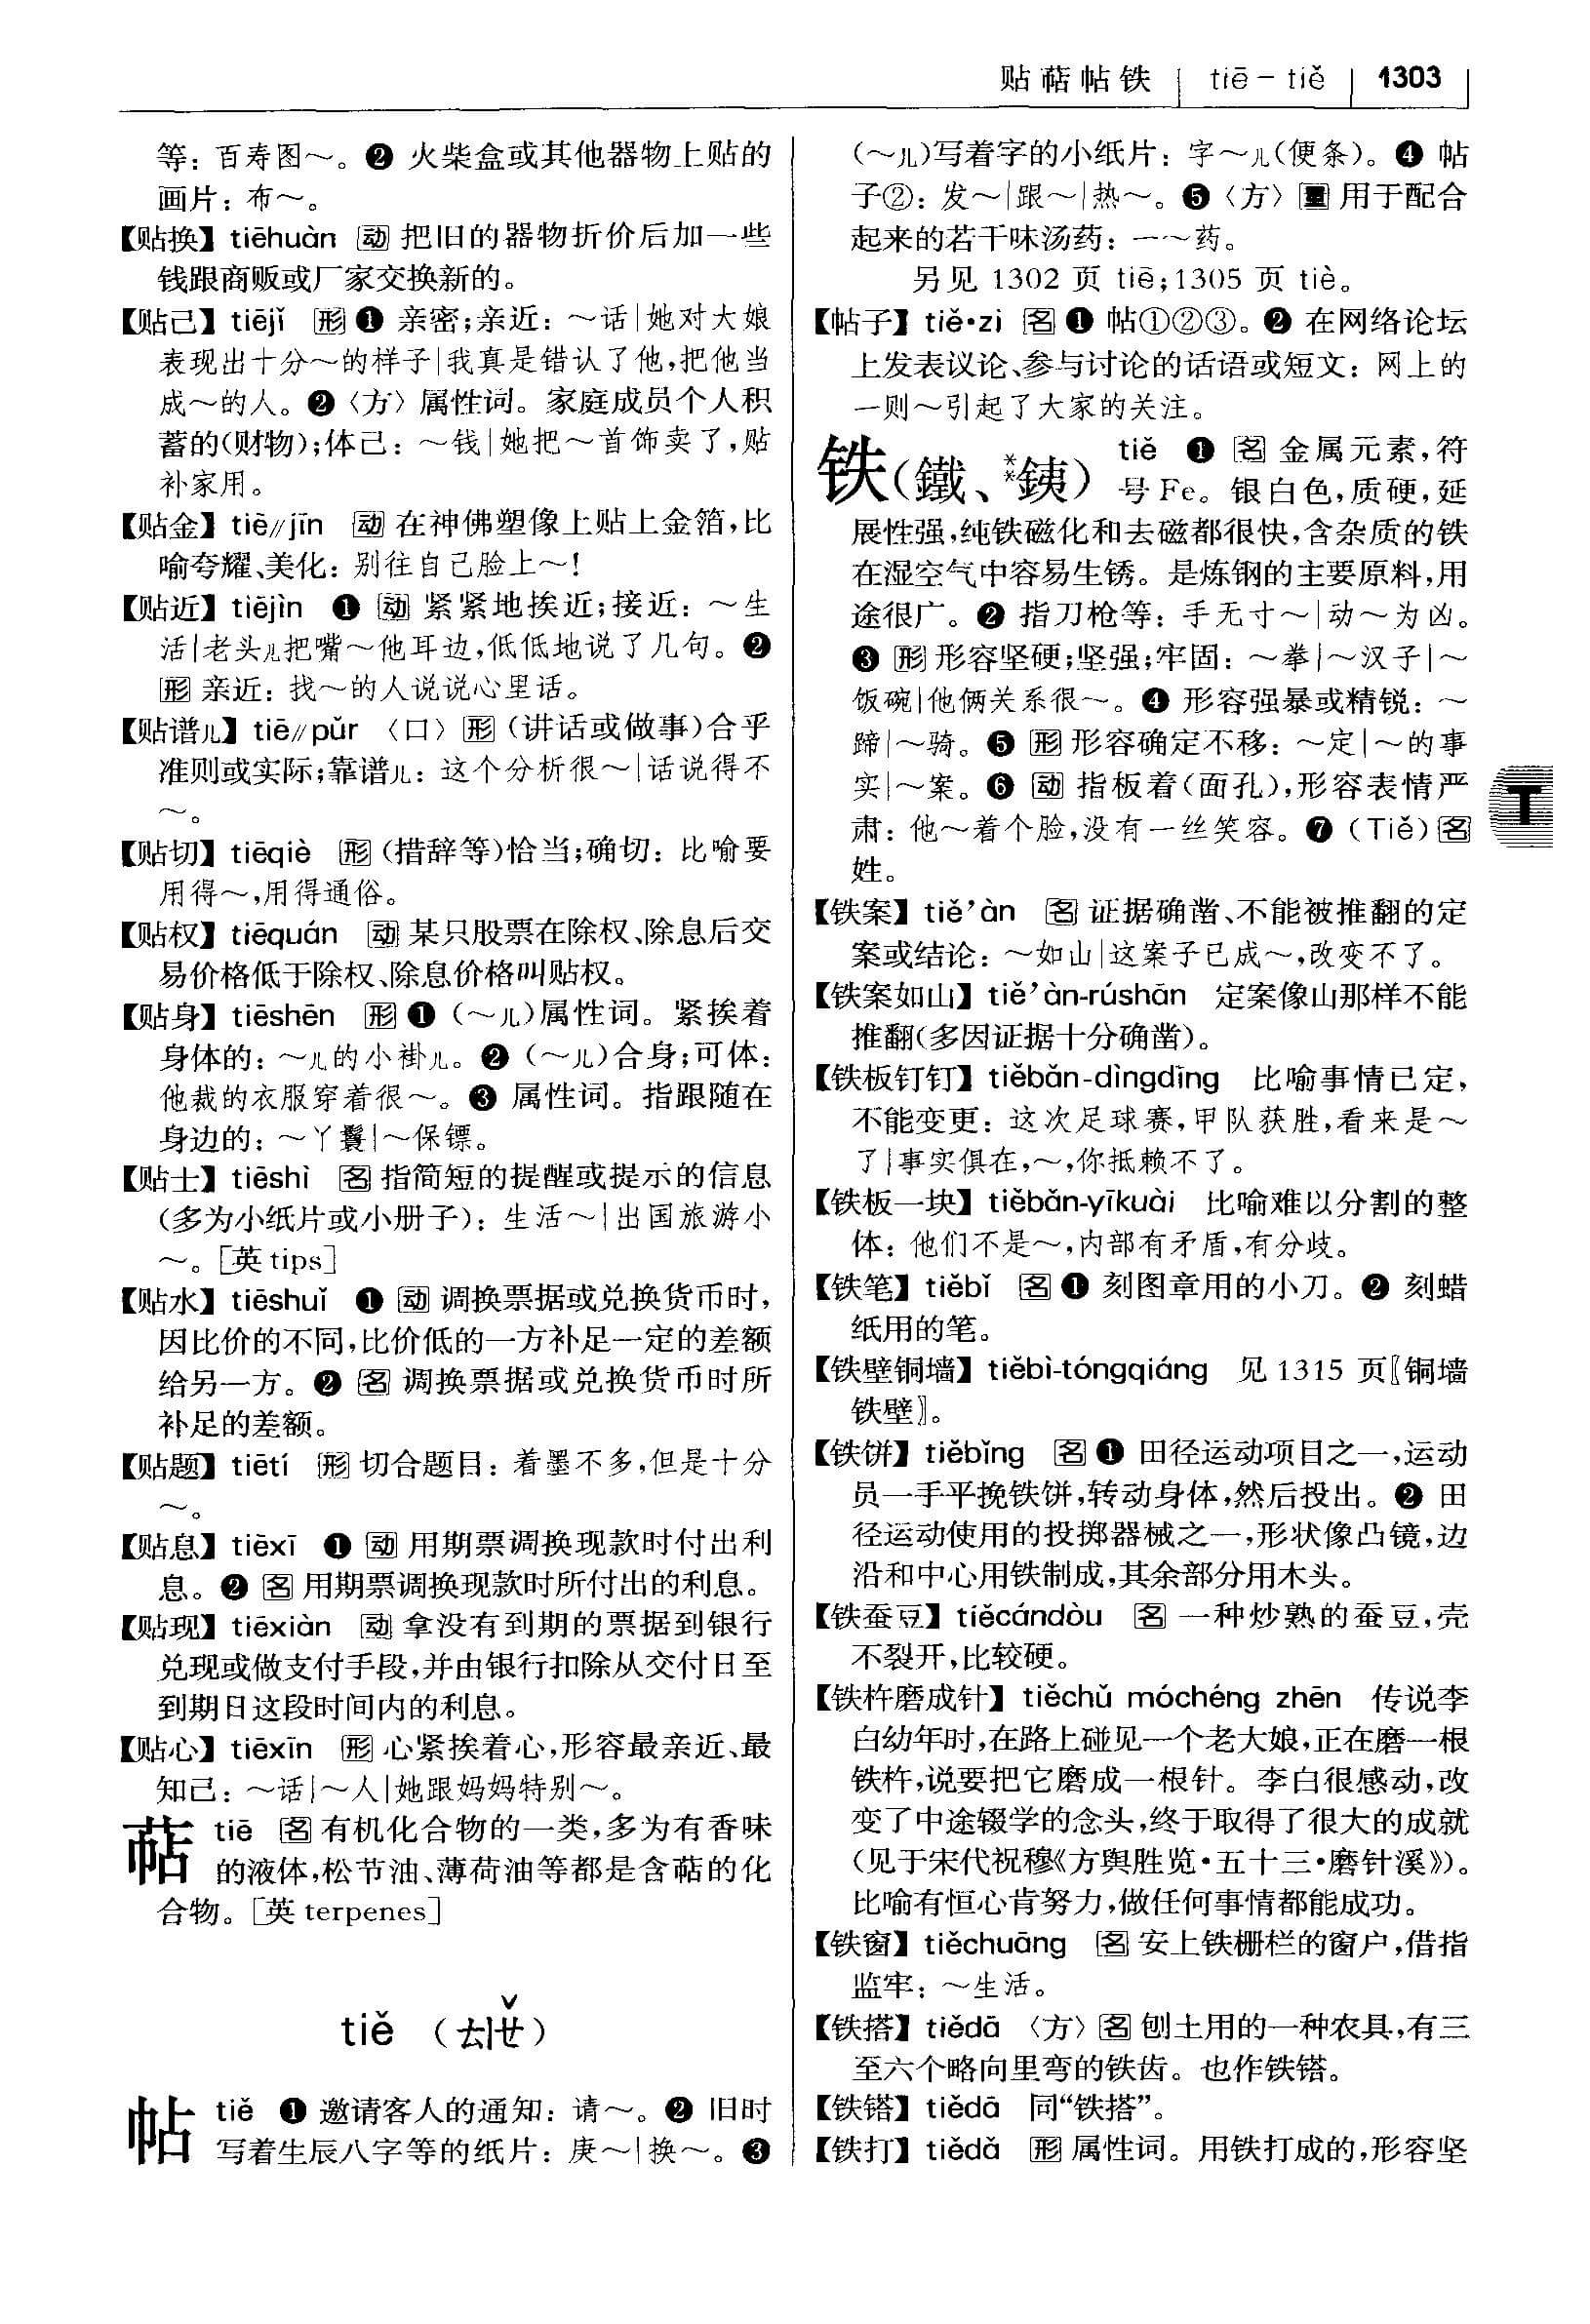 贴萜帖铁 | tiē-tiě | 1303
等：百寿图～。❷ 火柴盒或其他器物上贴的
画片：布～。
【贴换】tiēhuàn 动 把旧的器物折价后加一些
钱跟商贩或厂家交换新的。
【贴己】tiējǐ 形 ❶ 亲密;亲近：～话|她对大娘
表现出十分～的样子|我真是错认了他,把他当
成～的人。❷〈方〉属性词。家庭成员个人积
蓄的(财物);体己：～钱|她把～首饰卖了,贴
补家用。
【贴金】tiē//jīn 动 在神佛塑像上贴上金箔,比
喻夸耀、美化：别往自己脸上～!
【贴近】tiējìn ❶ 动 紧紧地挨近;接近：～生
活|老头儿把嘴～他耳边,低低地说了几句。❷
形 亲近：找～的人说说心里话。
【贴谱儿】tiē//pǔr〈口〉形 (讲话或做事)合乎
准则或实际;靠谱儿：这个分析很～|话说得不
～。
【贴切】tiēqiè 形 (措辞等)恰当;确切：比喻要
用得～,用得通俗。
【贴权】tiēquán 动 某只股票在除权、除息后交
易价格低于除权、除息价格叫贴权。
【贴身】tiēshēn 形 ❶ (～儿)属性词。紧挨着
身体的：～儿的小褂儿。❷ (～儿)合身;可体：
他裁的衣服穿着很～。❸ 属性词。指跟随在
身边的：～丫鬟|～保镖。
【贴士】tiēshì 名 指简短的提醒或提示的信息
(多为小纸片或小册子)：生活～|出国旅游小
～。[英 tips]
【贴水】tiēshuǐ ❶ 动 调换票据或兑换货币时,
因比价的不同,比价低的一方补足一定的差额
给另一方。❷ 名 调换票据或兑换货币时所
补足的差额。
【贴题】tiētí 形 切合题目：着墨不多,但是十分
～。
【贴息】tiēxī ❶ 动 用期票调换现款时付出利
息。❷ 名 用期票调换现款时所付出的利息。
【贴现】tiēxiàn 动 拿没有到期的票据到银行
兑现或做支付手段,并由银行扣除从交付日至
到期日这段时间内的利息。
【贴心】tiēxīn 形 心紧挨着心,形容最亲近、最
知己：～话|～人|她跟妈妈特别～。
萜 tiē 名 有机化合物的一类,多为有香味
的液体,松节油、薄荷油等都是含萜的化
合物。[英 terpenes]
tiě (ㄊㄧㄝˇ)
帖 tiě ❶ 邀请客人的通知：请～。❷ 旧时
写着生辰八字等的纸片：庚～|换～。❸
(～儿)写着字的小纸片：字～儿(便条)。❹ 帖
子②：发～|跟～|热～。❺〈方〉量 用于配合
起来的若干味汤药：一～药。
另见 1302 页 tiē;1305 页 tiè。
【帖子】tiě·zi 名 ❶ 帖①②③。❷ 在网络论坛
上发表议论、参与讨论的话语或短文：网上的
一则～引起了大家的关注。
铁(鐵、**銕) tiě ❶ 名 金属元素,符
号 Fe。银白色,质硬,延
展性强,纯铁磁化和去磁都很快,含杂质的铁
在湿空气中容易生锈。是炼钢的主要原料,用
途很广。❷ 指刀枪等：手无寸～|动～为凶。
❸ 形 形容坚硬;坚强;牢固：～拳|～汉子|～
饭碗|他俩关系很～。❹ 形容强暴或精锐：～
蹄|～骑。❺ 形 形容确定不移：～定|～的事
实|～案。❻ 动 指板着(面孔),形容表情严
肃：他～着个脸,没有一丝笑容。❼ (Tiě) 名
姓。
【铁案】tiě'àn 名 证据确凿、不能被推翻的定
案或结论：～如山|这案子已成～,改变不了。
【铁案如山】tiě'àn-rúshān 定案像山那样不能
推翻(多因证据十分确凿)。
【铁板钉钉】tiěbǎn-dìngdīng 比喻事情已定,
不能变更：这次足球赛,甲队获胜,看来是～
了|事实俱在,～,你抵赖不了。
【铁板一块】tiěbǎn-yīkuài 比喻难以分割的整
体：他们不是～,内部有矛盾,有分歧。
【铁笔】tiěbǐ 名 ❶ 刻图章用的小刀。❷ 刻蜡
纸用的笔。
【铁壁铜墙】tiěbì-tóngqiáng 见 1315 页〖铜墙
铁壁〗。
【铁饼】tiěbǐng 名 ❶ 田径运动项目之一,运动
员一手平挽铁饼,转动身体,然后投出。❷ 田
径运动使用的投掷器械之一,形状像凸镜,边
沿和中心用铁制成,其余部分用木头。
【铁蚕豆】tiěcándòu 名 一种炒熟的蚕豆,壳
不裂开,比较硬。
【铁杵磨成针】tiěchǔ móchéng zhēn 传说李
白幼年时,在路上碰见一个老大娘,正在磨一根
铁杵,说要把它磨成一根针。李白很感动,改
变了中途辍学的念头,终于取得了很大的成就
(见于宋代祝穆《方舆胜览·五十三·磨针溪》)。
比喻有恒心肯努力,做任何事情都能成功。
【铁窗】tiěchuāng 名 安上铁栅栏的窗户,借指
监牢：～生活。
【铁搭】tiědā〈方〉名 刨土用的一种农具,有三
至六个略向里弯的铁齿。也作铁鎝。
【铁鎝】tiědā 同“铁搭”。
【铁打】tiědǎ 形 属性词。用铁打成的,形容坚
T